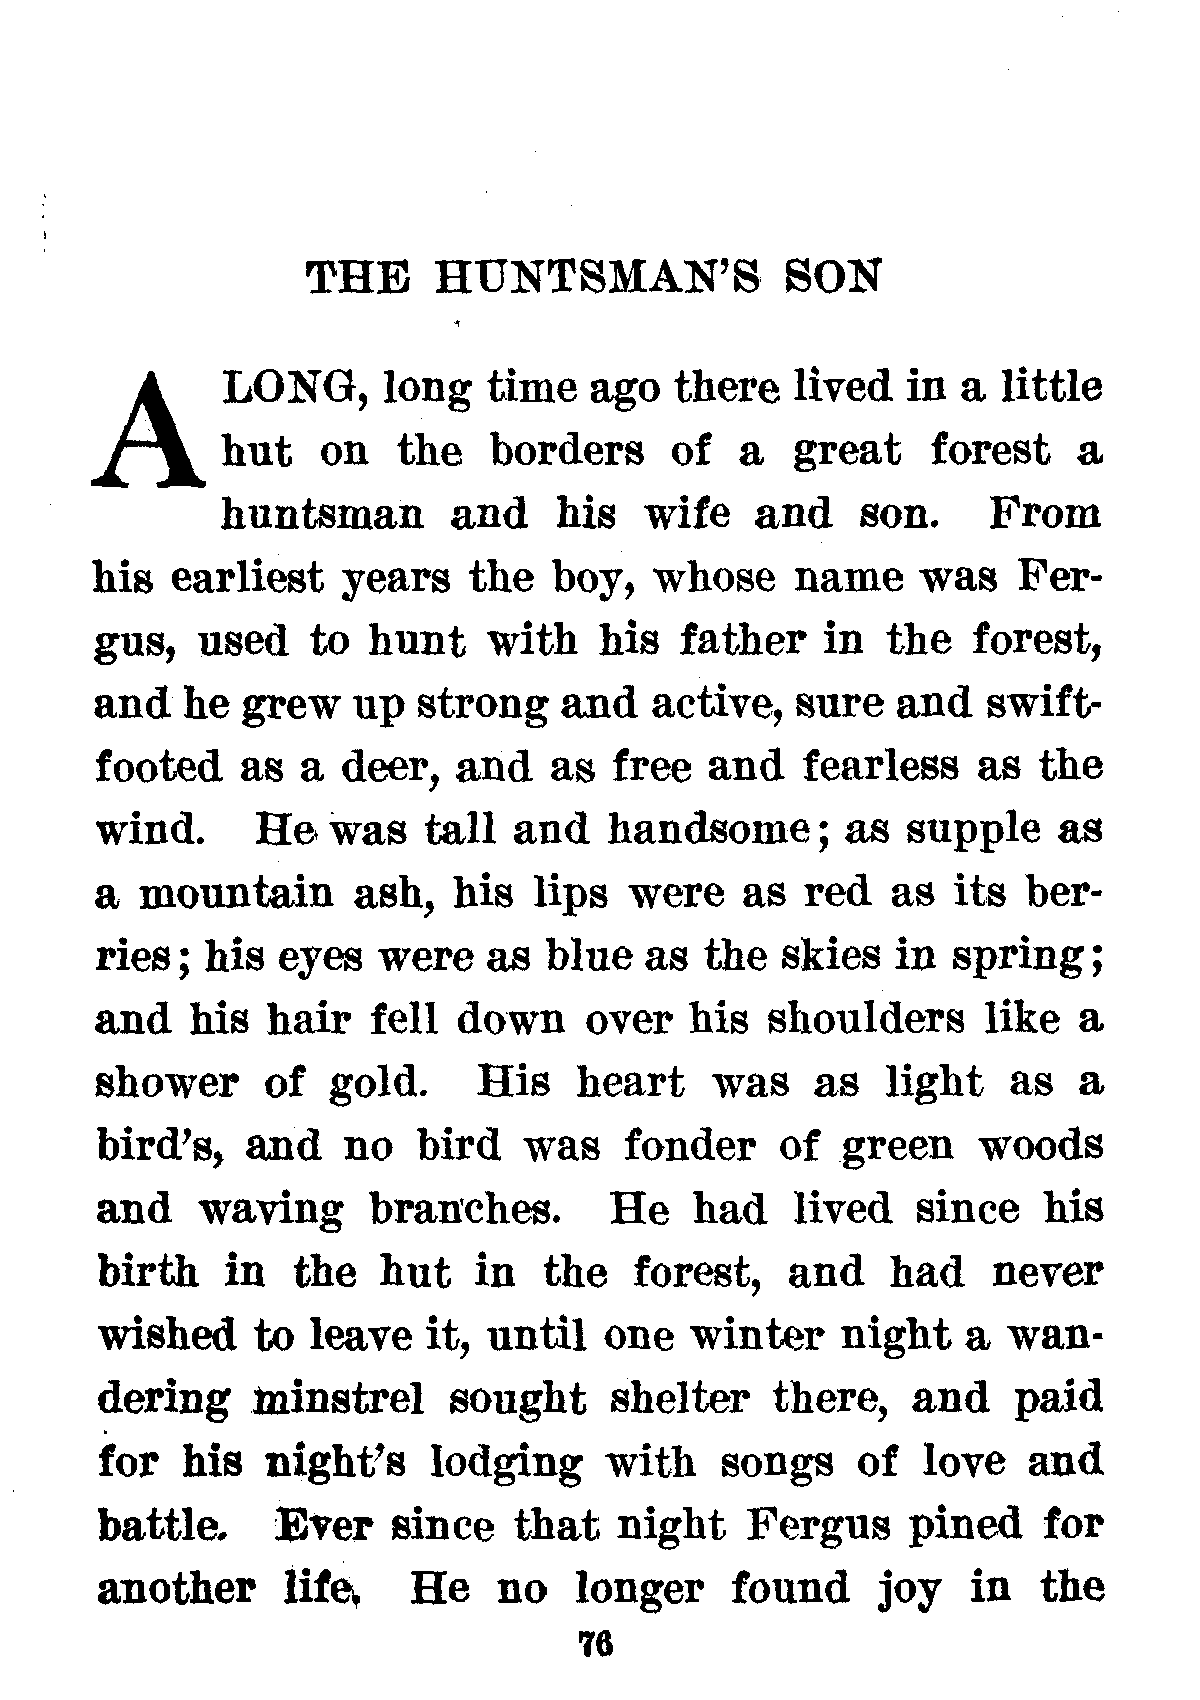 THE HUNTSMAN'S SON
A LONG, long time ago there lived in a little
hut on the borders of a great forest a
huntsman and his wife and son. From
his earliest years the boy, whose name was Fer-
gus, used to hunt with his father in the forest,
and he grew up strong and active, sure and swift-
footed as a deer, and as free and fearless as the
wind. He was tall and handsome; as supple as
a mountain ash, his lips were as red as its ber-
ries; his eyes were as blue as the skies in spring;
and his hair fell down over his shoulders like a
shower of gold. His heart was as light as a
bird's, and no bird was fonder of green woods
and waving branches. He had lived since his
birth in the hut in the forest, and had never
wished to leave it, until one winter night a wan-
dering minstrel sought shelter there, and paid
for his night's lodging with songs of love and
battle. Ever since that night Fergus pined for
another life. He no longer found joy in the
76